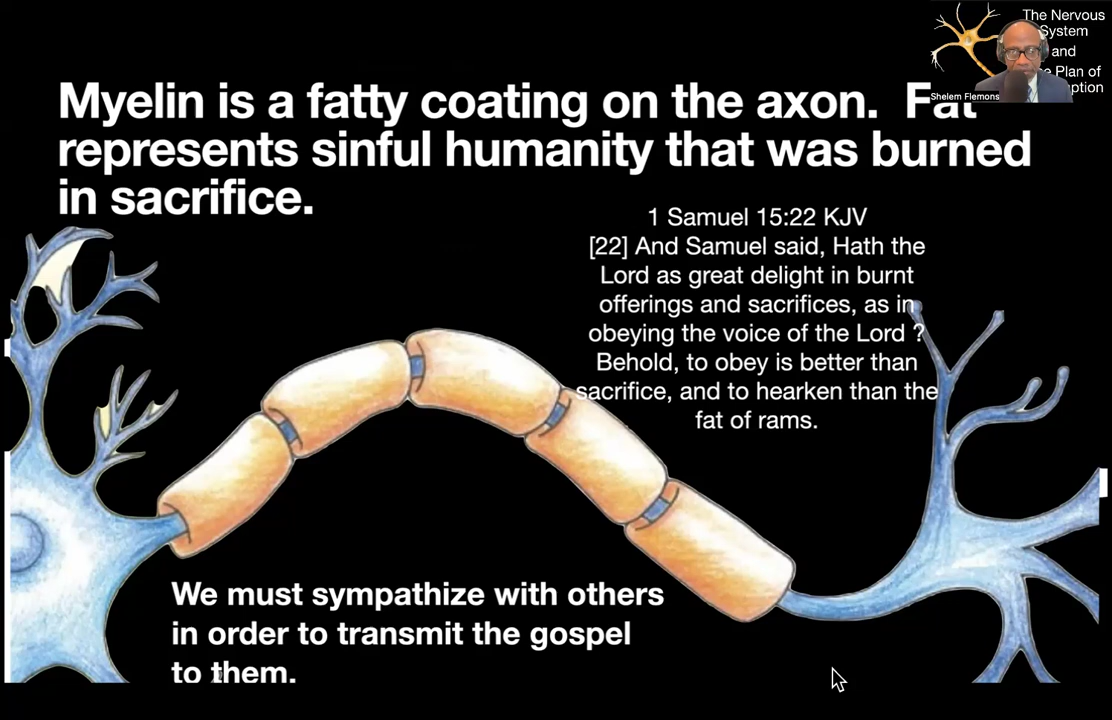 The Nervous
System
and
Plan of
Shelem Flemons
Myelin is a fatty coating on the axon. Fat
represents sinful humanity that was burned
in sacrifice.
1 Samuel 15:22 KJV
[22] And Samuel said, Hath the
Lord as great delight in burnt
offerings and sacrifices, as in
obeying the voice of the Lord ?
Behold, to obey is better than
sacrifice, and to hearken than the
fat of rams.
We must sympathize with others
in order to transmit the gospel
to them.